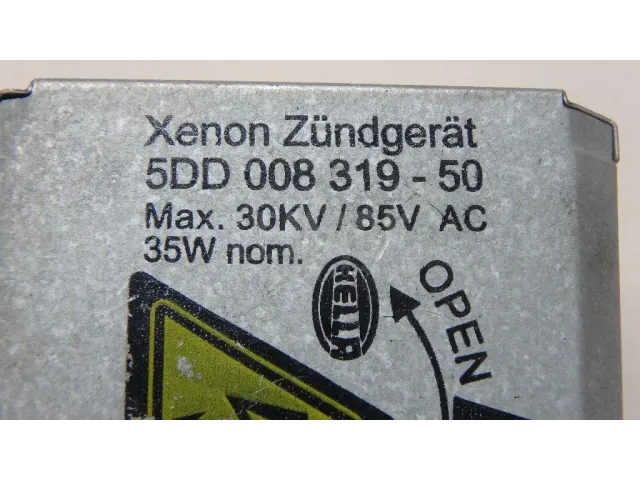 Xenon Zündgerät
5DD 008 319 - 50
Max. 30KV / 85V AC
35W nom.
HELLA
OPEN